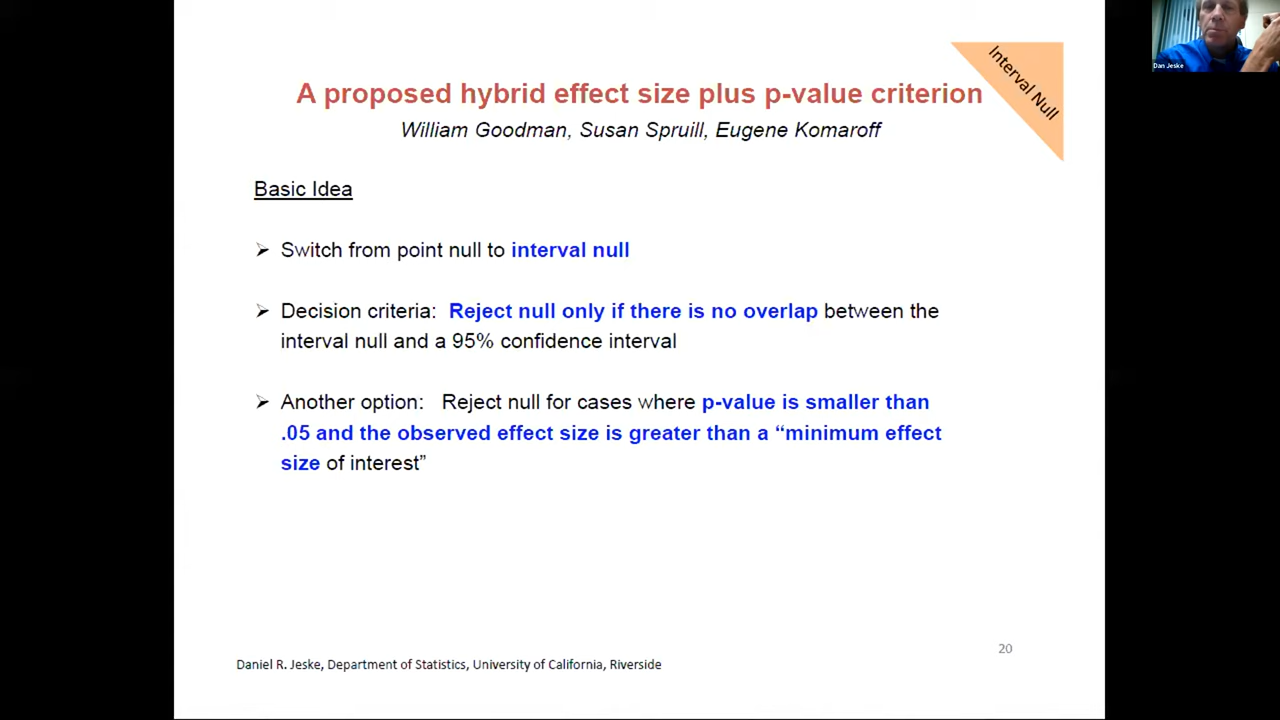 Dan Jeske
Interval Null
A proposed hybrid effect size plus p-value criterion
William Goodman, Susan Spruill, Eugene Komaroff
Basic Idea
➢ Switch from point null to interval null
➢ Decision criteria: Reject null only if there is no overlap between the
interval null and a 95% confidence interval
➢ Another option: Reject null for cases where p-value is smaller than
.05 and the observed effect size is greater than a “minimum effect
size of interest”
20
Daniel R. Jeske, Department of Statistics, University of California, Riverside